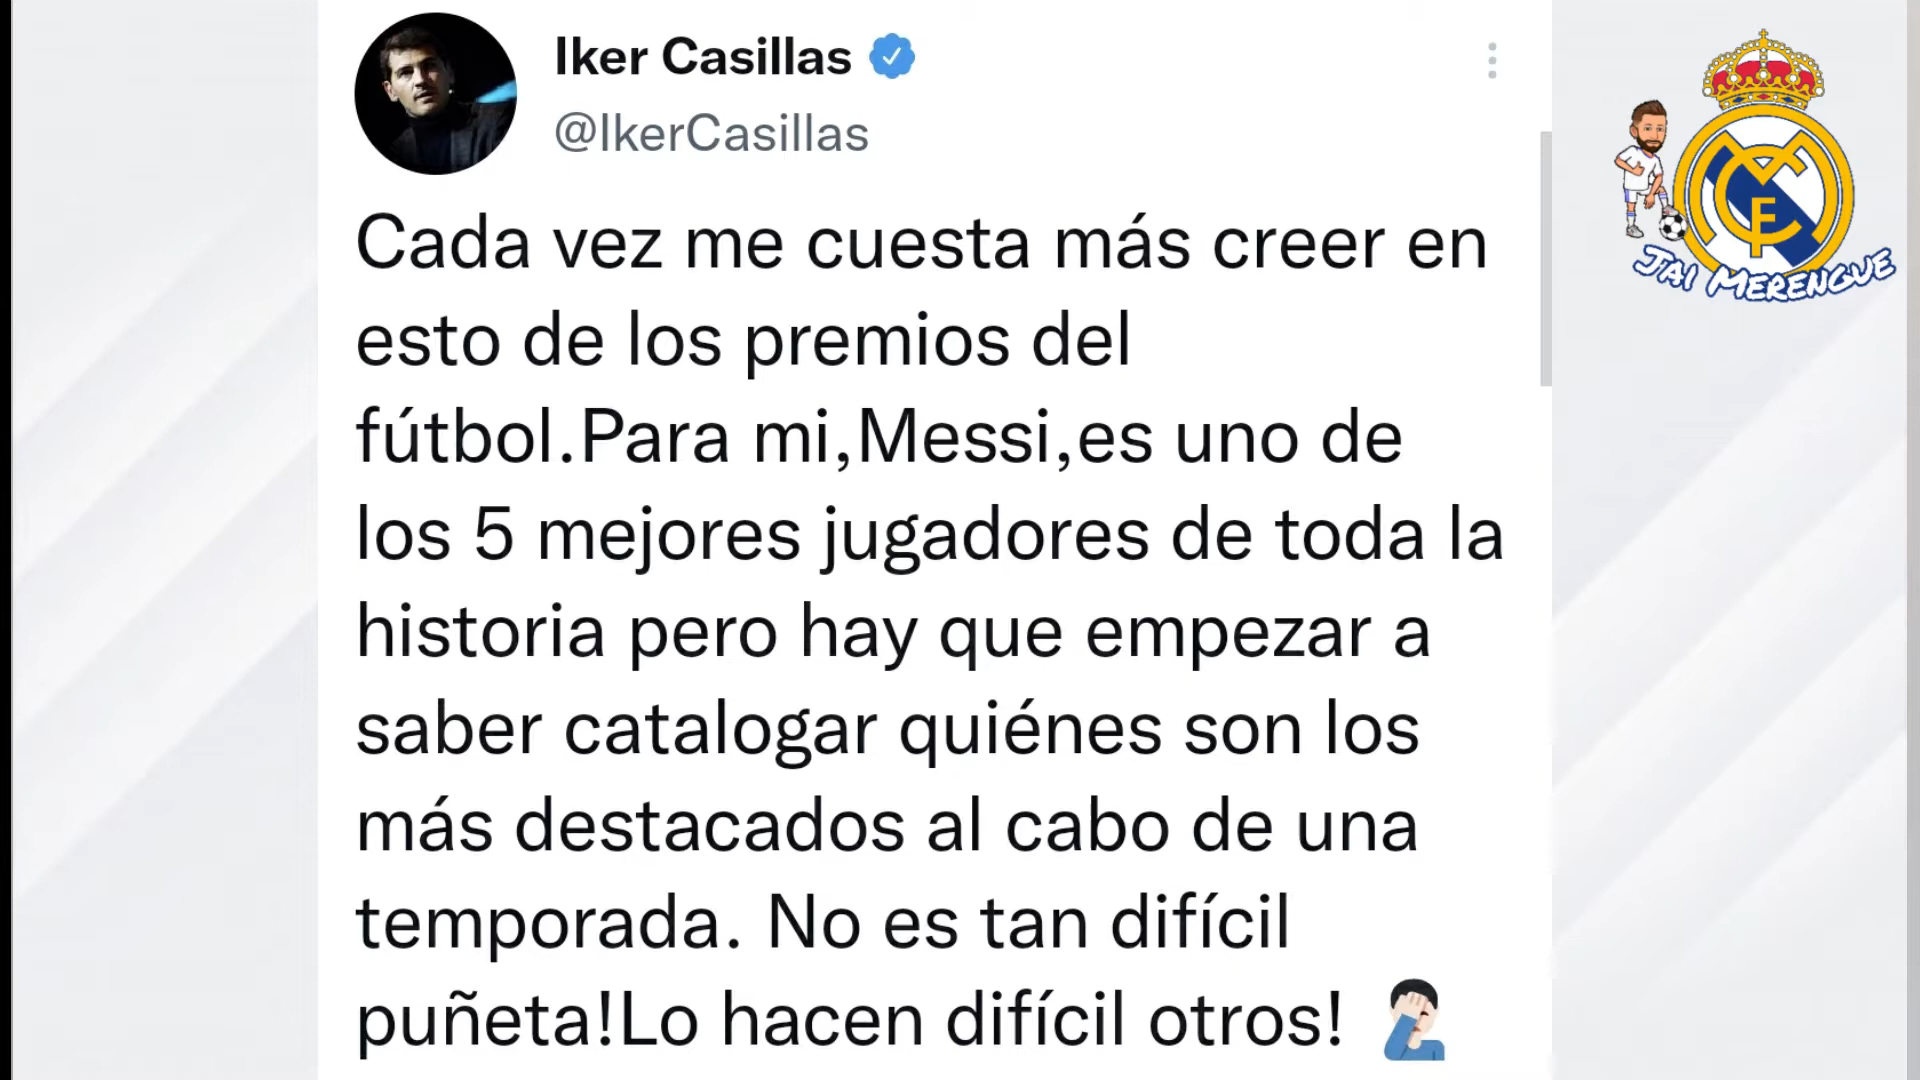 Iker Casillas
@IkerCasillas
Cada vez me cuesta más creer en
esto de los premios del
fútbol.Para mi,Messi,es uno de
los 5 mejores jugadores de toda la
historia pero hay que empezar a
saber catalogar quiénes son los
más destacados al cabo de una
temporada. No es tan difícil
puñeta!Lo hacen difícil otros! 🤦🏻‍♂️
JAI MERENGUE